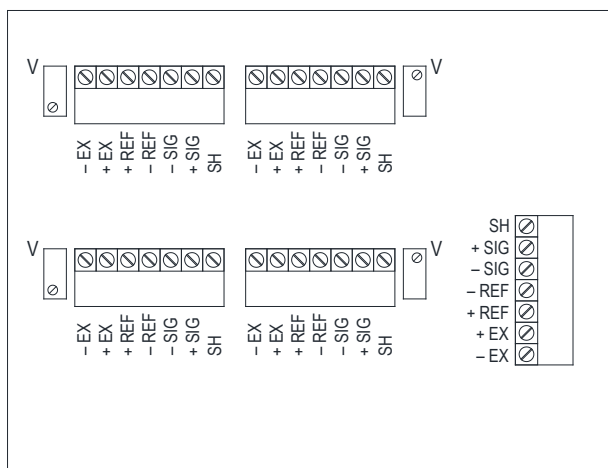 V
V
– EX
+ EX
+ REF
– REF
– SIG
+ SIG
SH
– EX
+ EX
+ REF
– REF
– SIG
+ SIG
SH
V
V
– EX
+ EX
+ REF
– REF
– SIG
+ SIG
SH
– EX
+ EX
+ REF
– REF
– SIG
+ SIG
SH
SH
+ SIG
– SIG
– REF
+ REF
+ EX
– EX